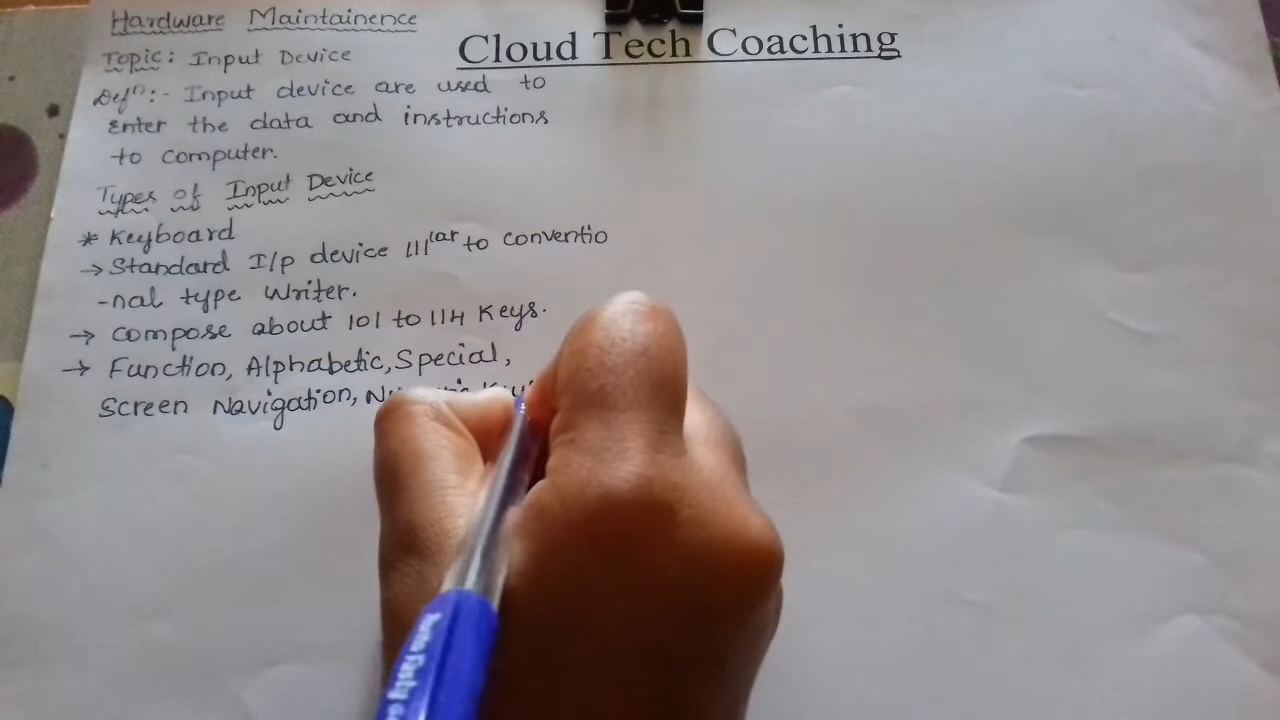 Hardware Maintainence
Cloud Tech Coaching
Topic: Input Device
Defn:- Input device are used to
Enter the data and instructions
to computer.
Types of Input Device
* Keyboard
→ Standard I/p device lllar to conventio
-nal type writer.
→ compose about 101 to 114 keys.
→ Function, Alphabetic, Special,
Screen Navigation,